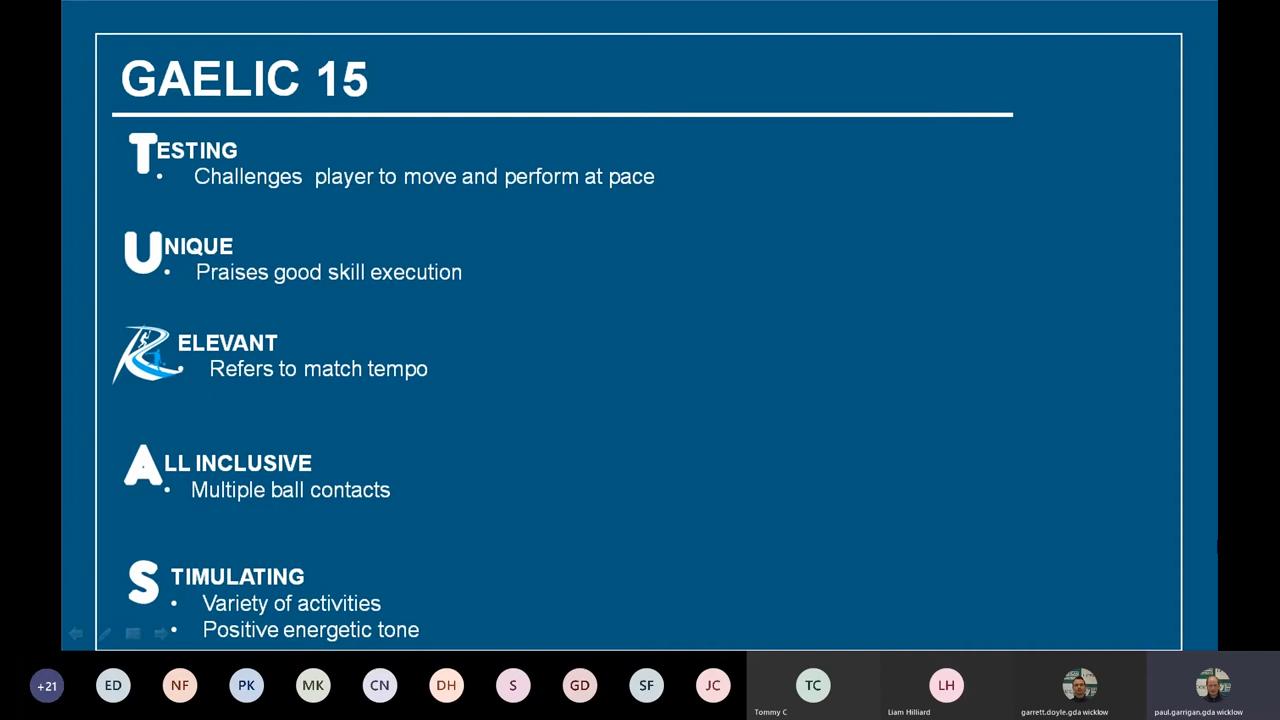 GAELIC 15
TESTING
• Challenges player to move and perform at pace
UNIQUE
• Praises good skill execution
RELEVANT
Refers to match tempo
ALL INCLUSIVE
• Multiple ball contacts
STIMULATING
• Variety of activities
• Positive energetic tone
+21 ED NF PK MK CN DH S GD SF JC TC LH
Tommy C Liam Hilliard garrett.doyle.gda wicklow paul.garrigan.gda wicklow